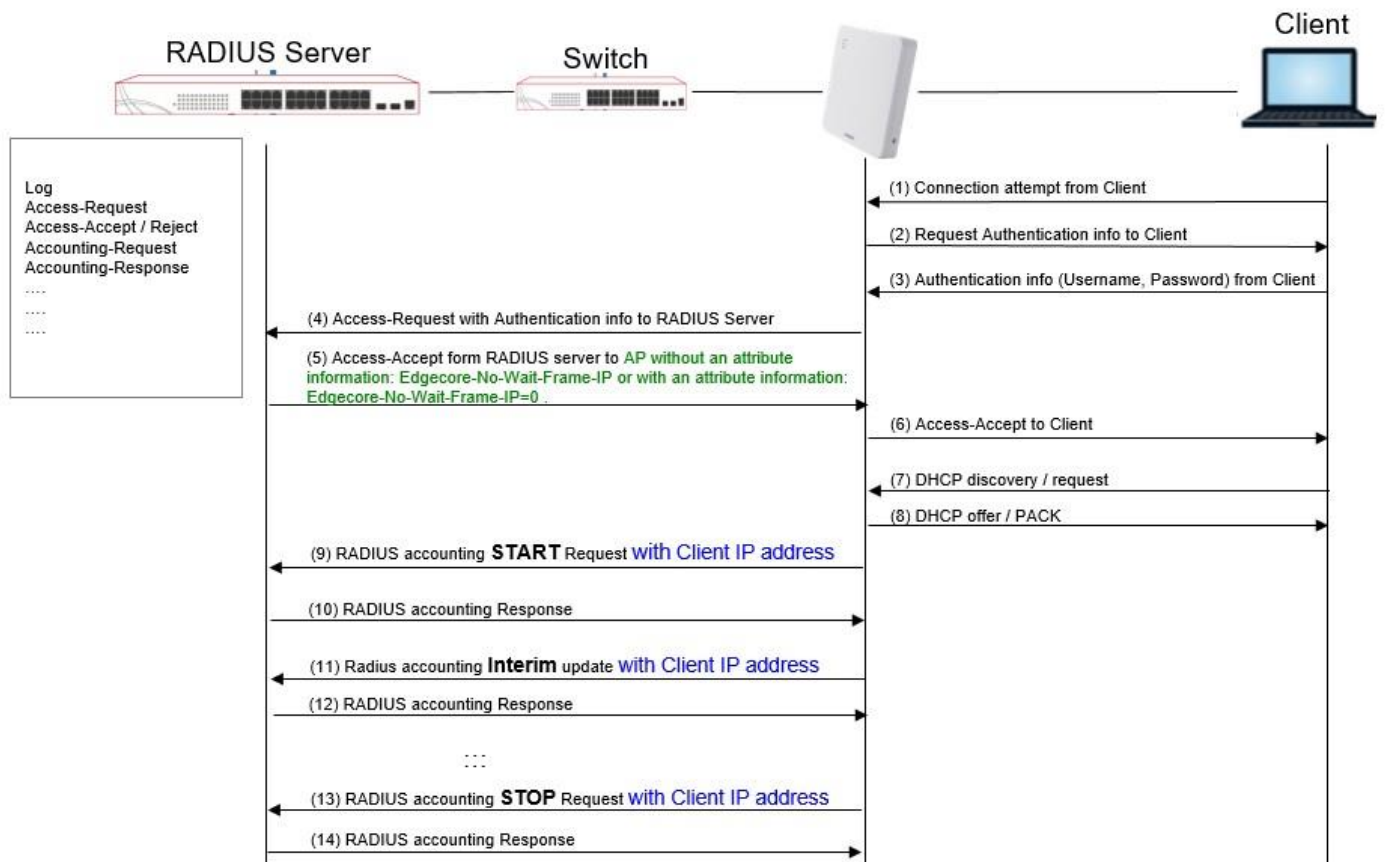 Client
RADIUS Server
Switch
Log
Access-Request
Access-Accept / Reject
Accounting-Request
Accounting-Response
....
....
....
(1) Connection attempt from Client
(2) Request Authentication info to Client
(3) Authentication info (Username, Password) from Client
(4) Access-Request with Authentication info to RADIUS Server
(5) Access-Accept form RADIUS server to AP without an attribute
information: Edgecore-No-Wait-Frame-IP or with an attribute information:
Edgecore-No-Wait-Frame-IP=0 .
(6) Access-Accept to Client
(7) DHCP discovery / request
(8) DHCP offer / PACK
(9) RADIUS accounting START Request with Client IP address
(10) RADIUS accounting Response
(11) Radius accounting Interim update with Client IP address
(12) RADIUS accounting Response
: : :
(13) RADIUS accounting STOP Request with Client IP address
(14) RADIUS accounting Response